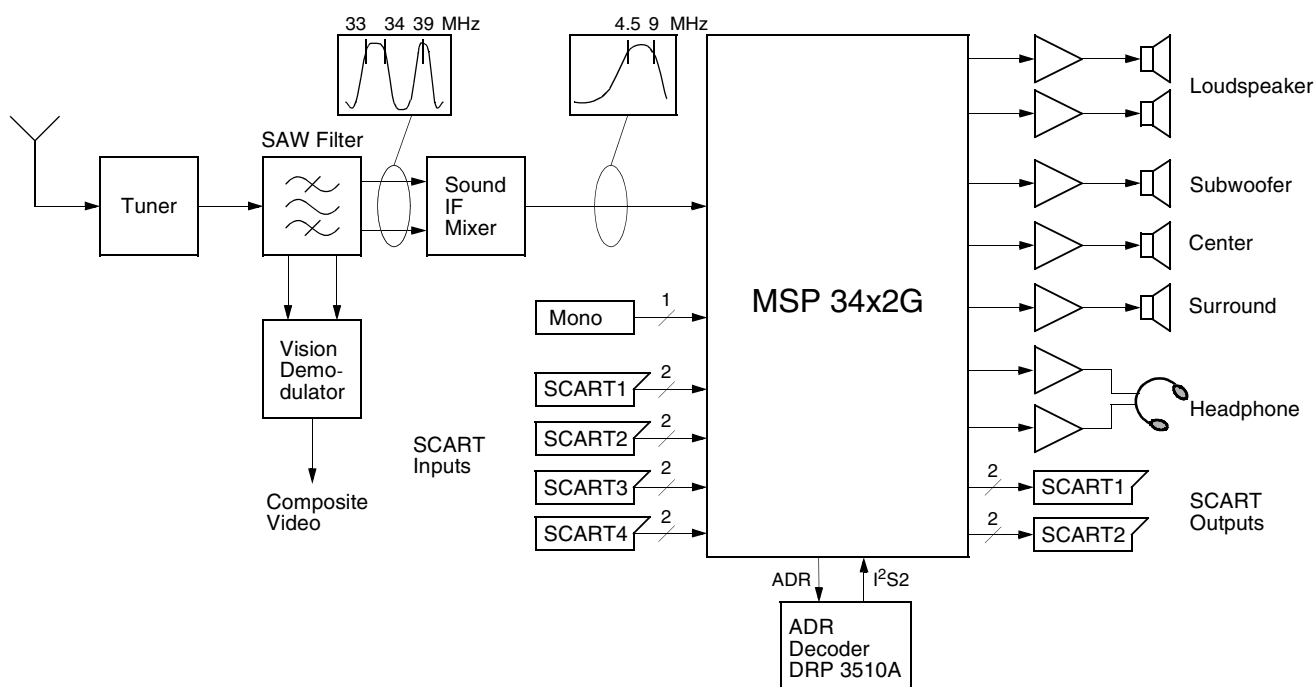 33 34 39 MHz
4.5 9 MHz
Loudspeaker
SAW Filter
Tuner
Sound
IF
Mixer
Subwoofer
Center
MSP 34x2G
Surround
Mono
1
Vision
Demo-
dulator
SCART
Inputs
SCART1
2
SCART2
2
SCART3
2
SCART4
2
Headphone
2
SCART1
2
SCART2
SCART
Outputs
Composite
Video
ADR
I²S2
ADR
Decoder
DRP 3510A